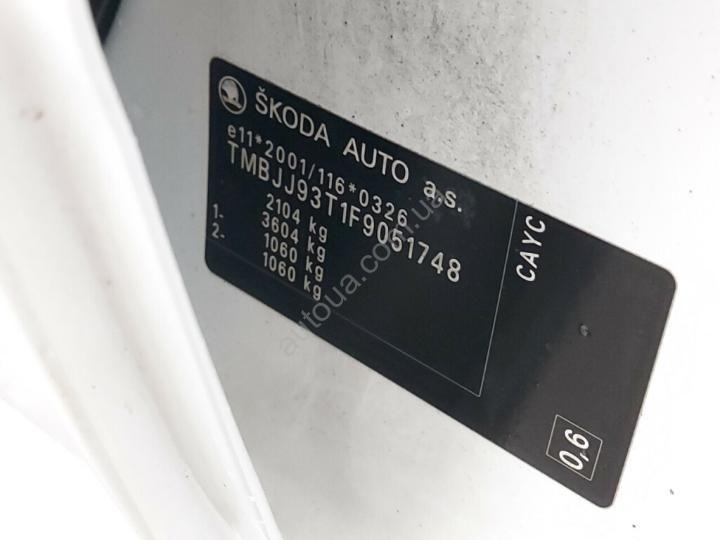 ŠKODA AUTO a.s.
e11*2001/116*0326
TMBJJ93T1F9051748
2104 kg
3604 kg
1- 1060 kg
2- 1060 kg
CAYC
0,6
autoua.com.ua